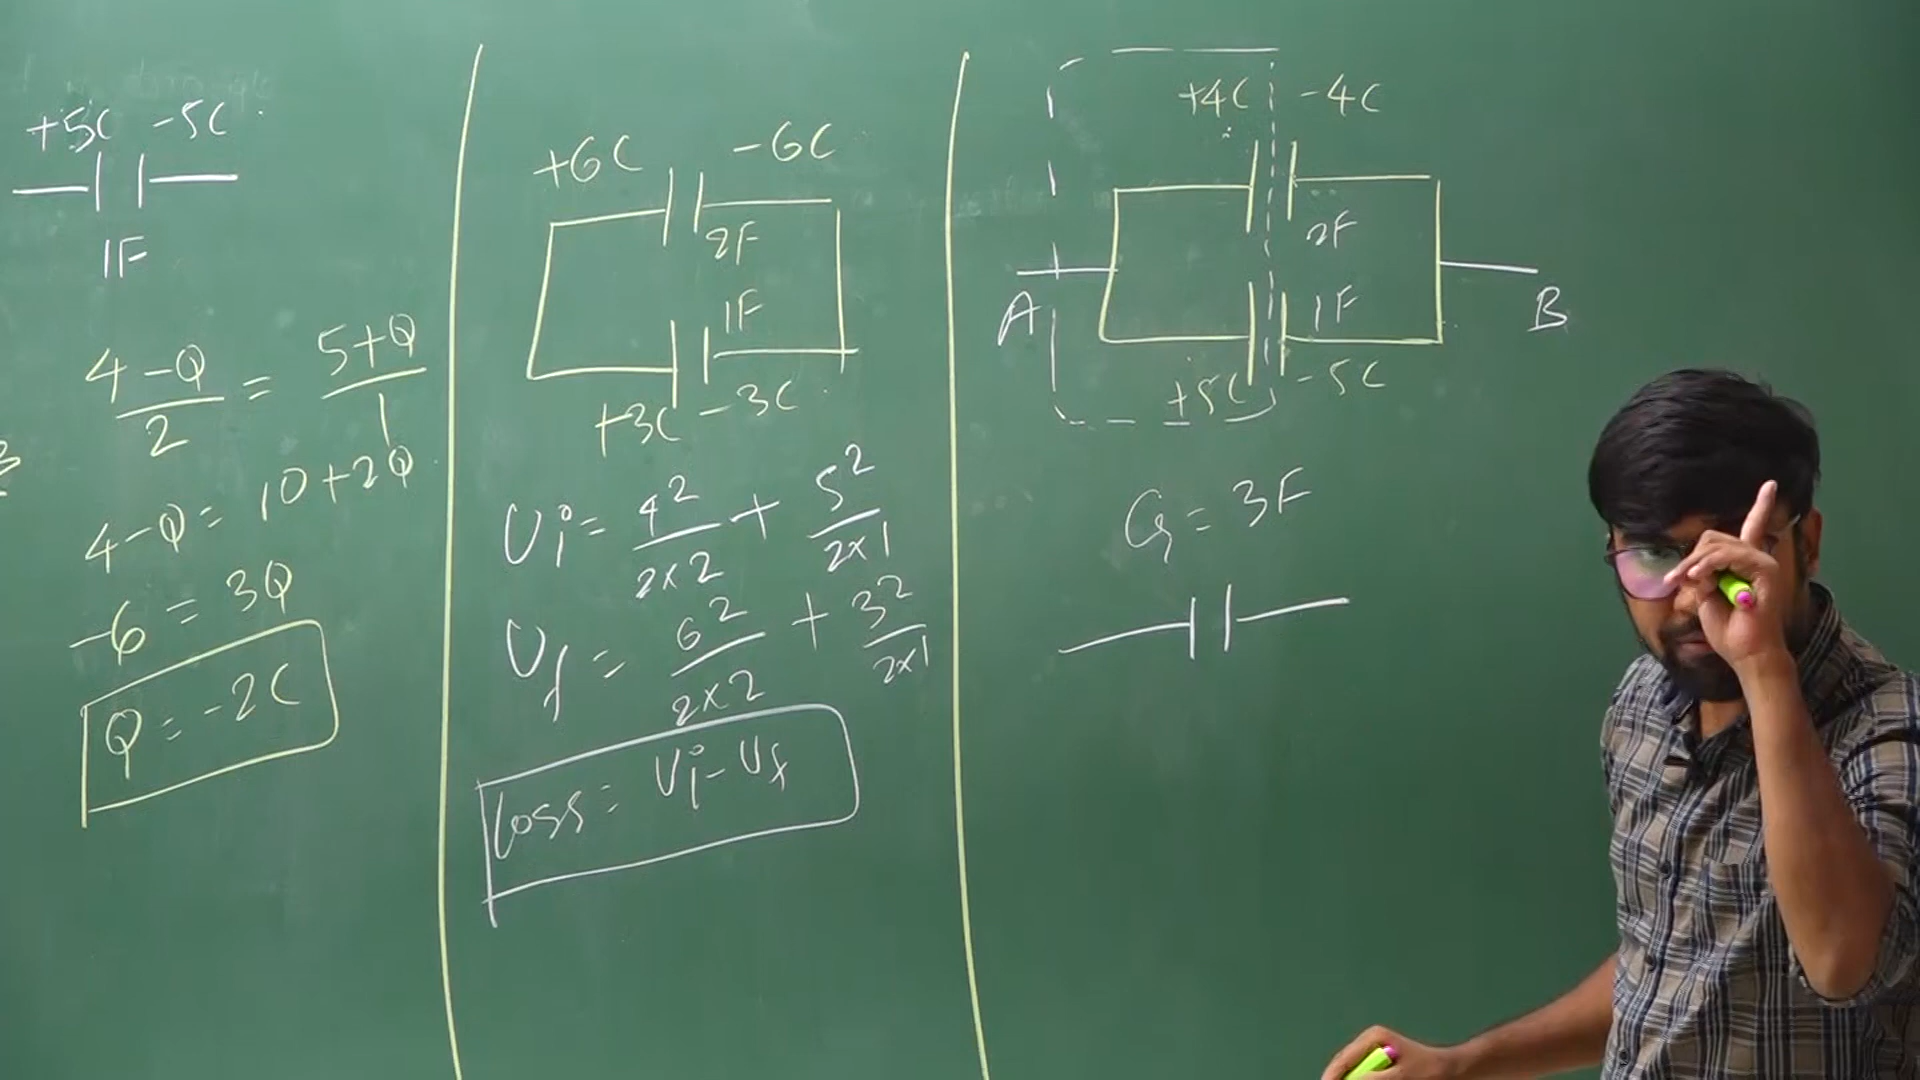 +5C -5C
1F
4-Q/2 = 5+Q/1
4-Q = 10+2Q
-6 = 3Q
Q = -2C
+6C -6C
2F
1F
+3C -3C
Ui = 4²/2×2 + 5²/2×1
Uf = 6²/2×2 + 3²/2×1
Loss = Ui - Uf
+4C -4C
2F
A B
1F
+5C -5C
= 3F